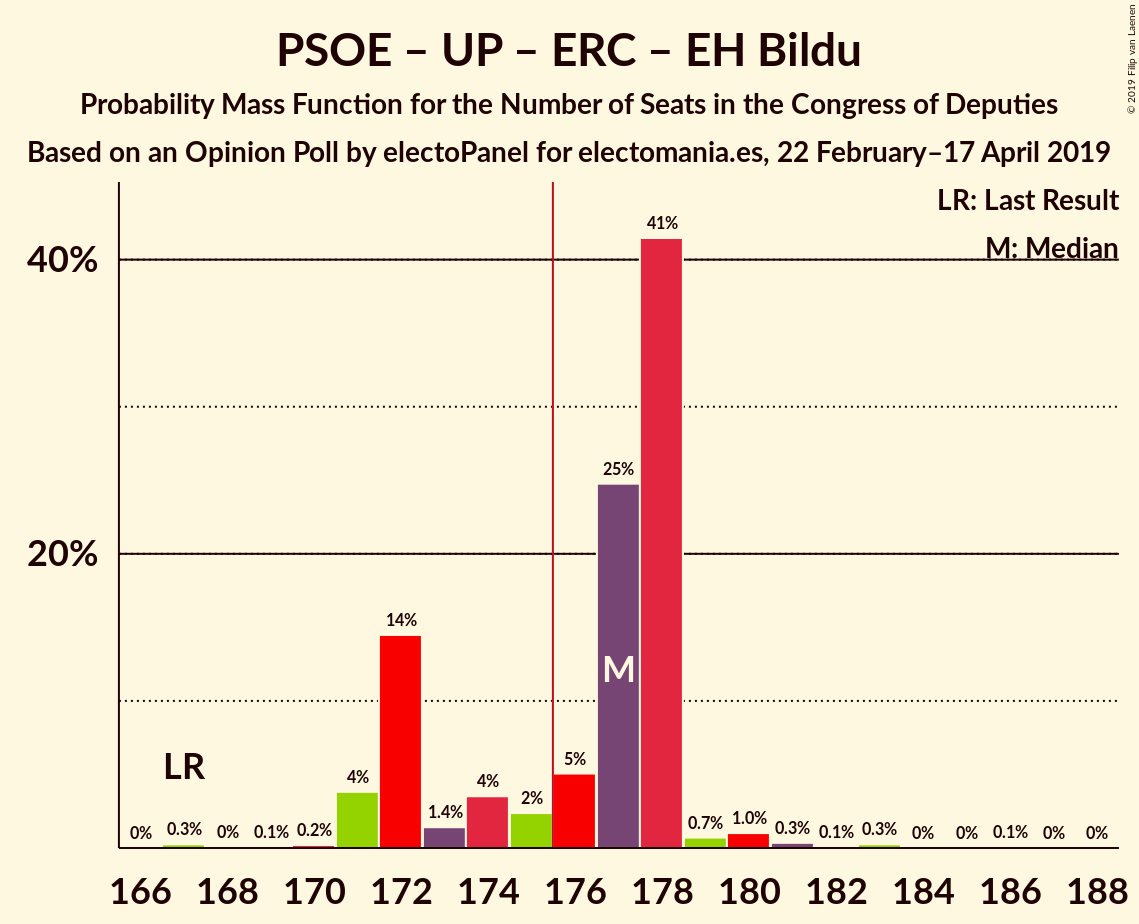 PSOE – UP – ERC – EH Bildu
Probability Mass Function for the Number of Seats in the Congress of Deputies
Based on an Opinion Poll by electoPanel for electomania.es, 22 February–17 April 2019
© 2019 Filip van Laenen
LR: Last Result
M: Median
40%
20%
41%
25%
14%
5%
4%
4%
2%
1.4%
0%
0.3%
0%
0.1%
0.2%
0.7%
1.0%
0.3%
0.1%
0.3%
0%
0%
0.1%
0%
0%
LR
M
166 168 170 172 174 176 178 180 182 184 186 188